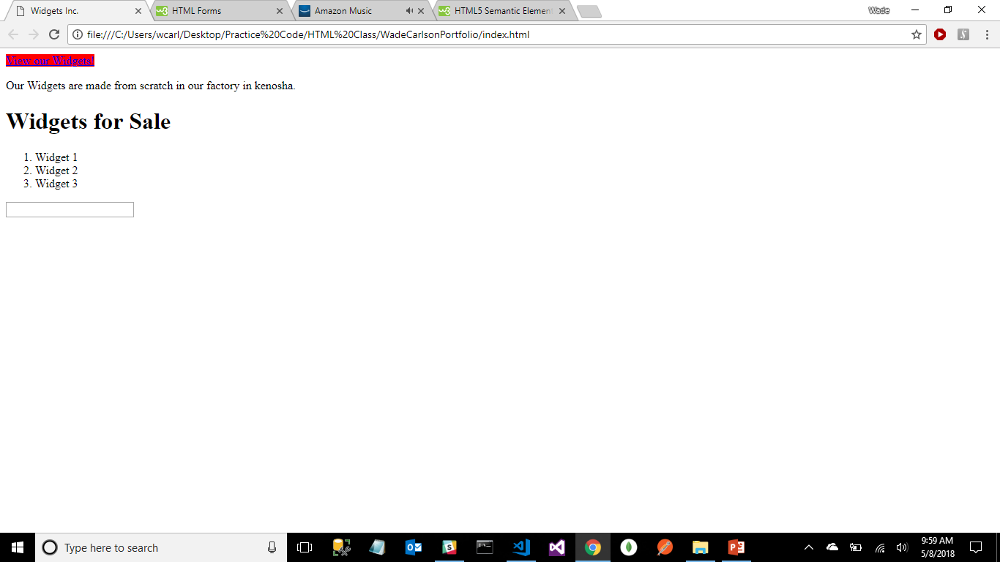 Widgets Inc.
HTML Forms
Amazon Music
HTML5 Semantic Element
Wade
file:///C:/Users/wcarl/Desktop/Practice%20Code/HTML%20Class/WadeCarlsonPortfolio/index.html
View our Widgets!
Our Widgets are made from scratch in our factory in kenosha.
Widgets for Sale
1. Widget 1
2. Widget 2
3. Widget 3
Type here to search
9:59 AM
5/8/2018